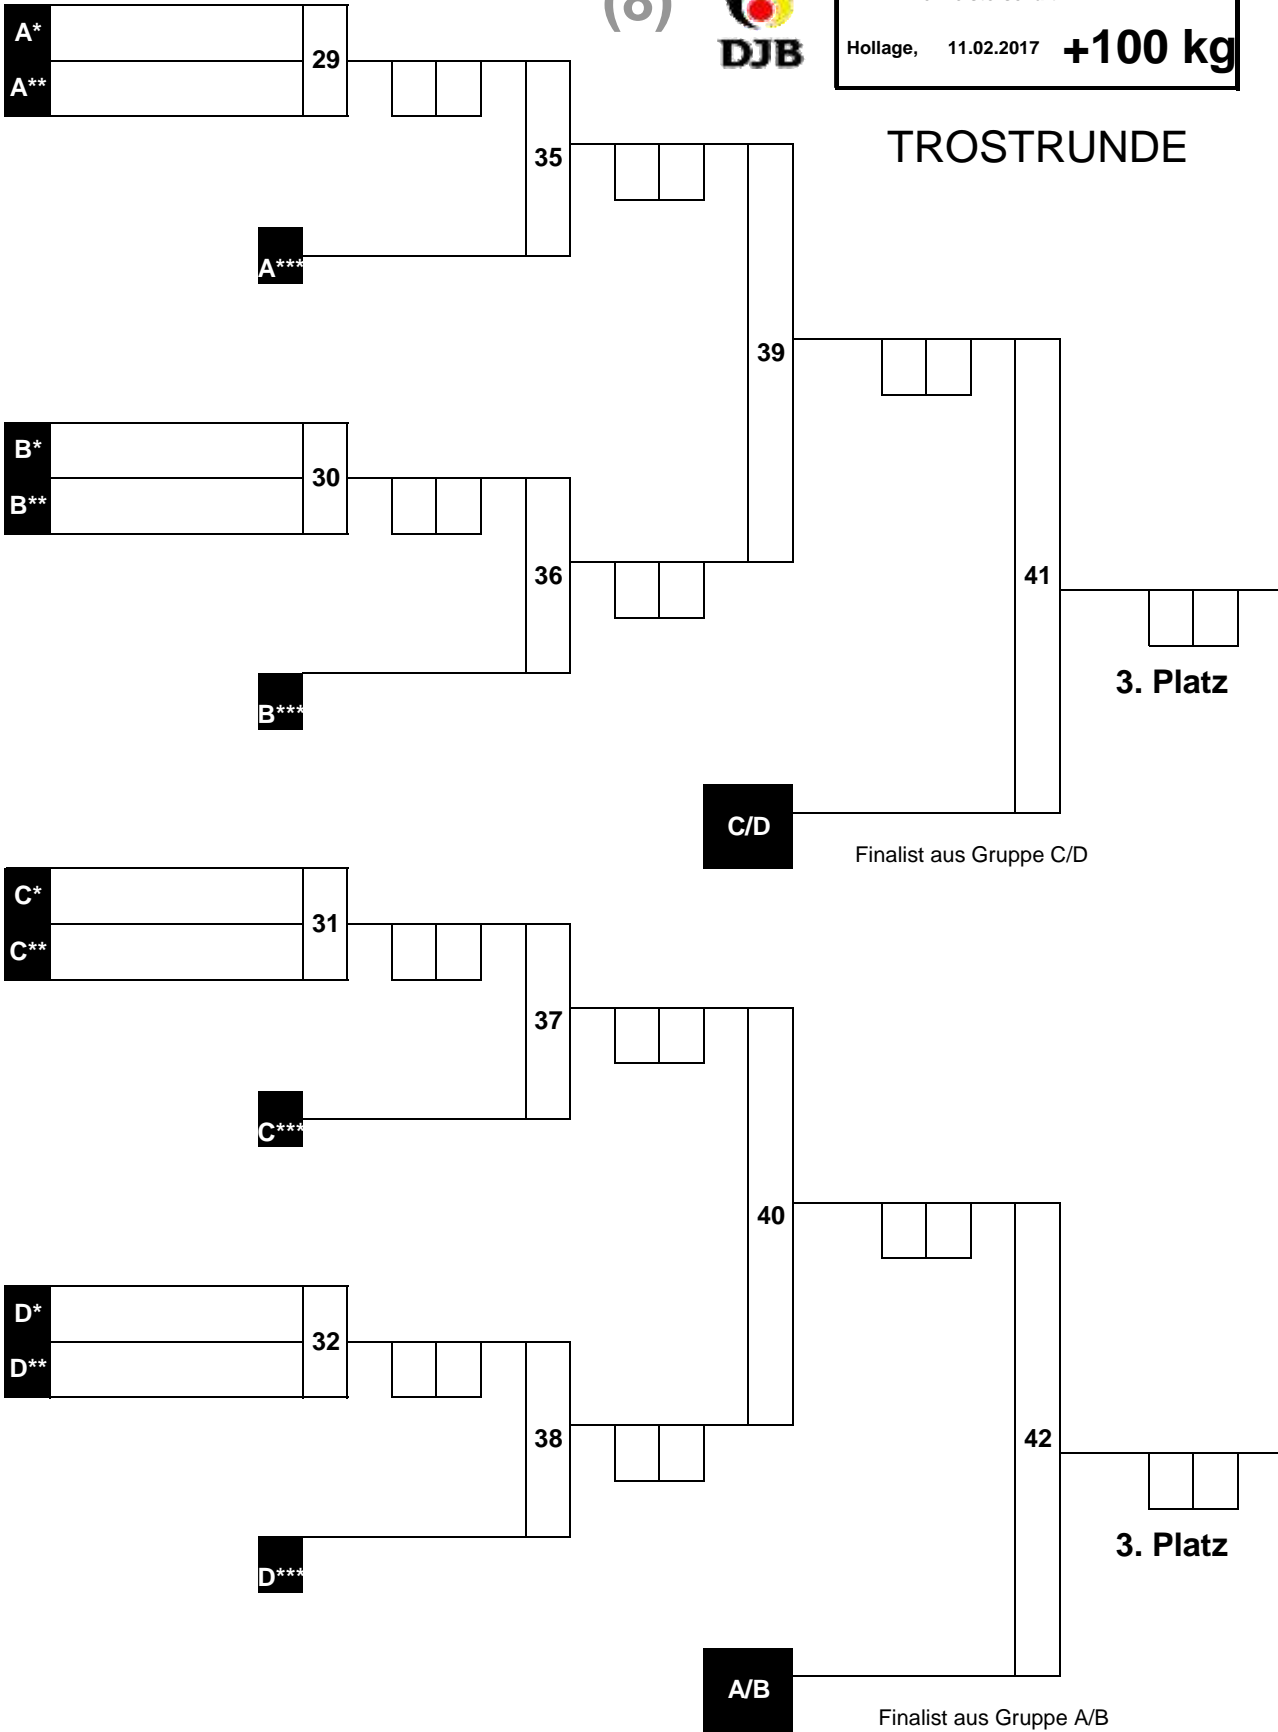 (8)
DJB
Hollage, 11.02.2017 +100 kg
TROSTRUNDE
A*
A**
29
35
A***
39
B*
B**
30
36
41
B***
3. Platz
C/D
Finalist aus Gruppe C/D
C*
C**
31
37
C***
40
D*
D**
32
38
42
D***
3. Platz
A/B
Finalist aus Gruppe A/B